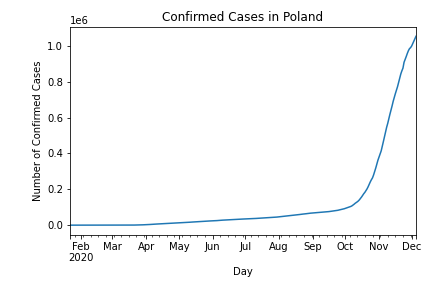 Confirmed Cases in Poland
1e6
1.0
0.8
0.6
0.4
0.2
0.0
Number of Confirmed Cases
Feb Mar Apr May Jun Jul Aug Sep Oct Nov Dec
2020
Day